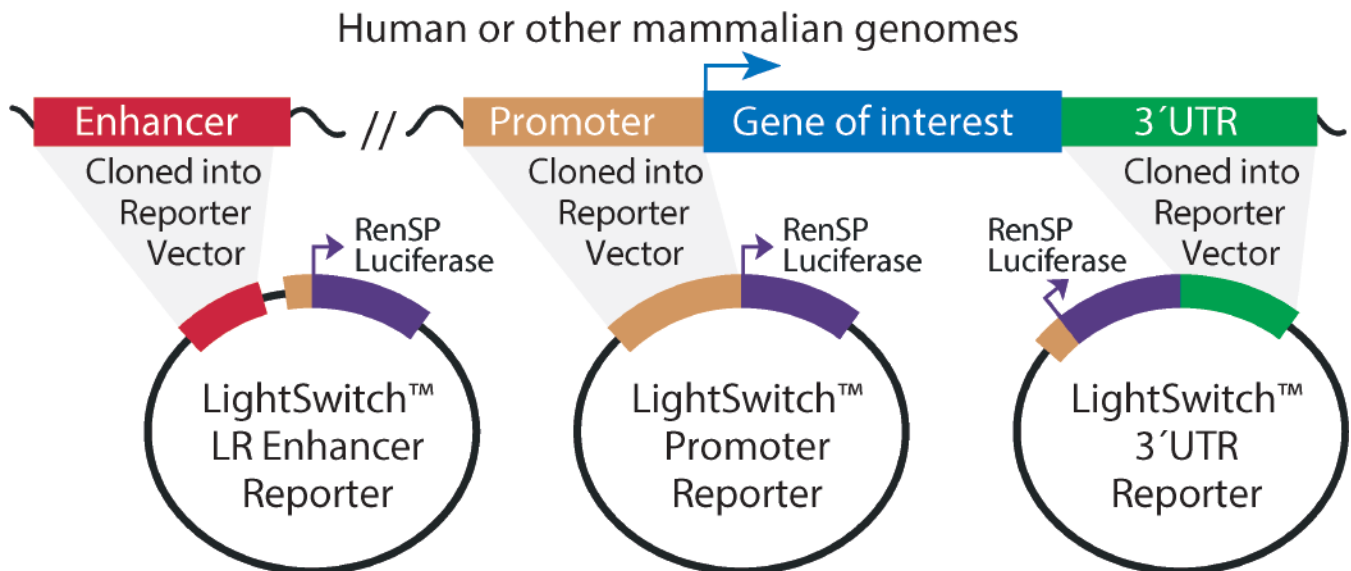 Human or other mammalian genomes
Enhancer
//
Promoter
Gene of interest
3´UTR
Cloned into
Reporter
Vector
RenSP
Luciferase
LightSwitch™
LR Enhancer
Reporter
Cloned into
Reporter
Vector
RenSP
Luciferase
LightSwitch™
Promoter
Reporter
Cloned into
Reporter
Vector
RenSP
Luciferase
LightSwitch™
3´UTR
Reporter